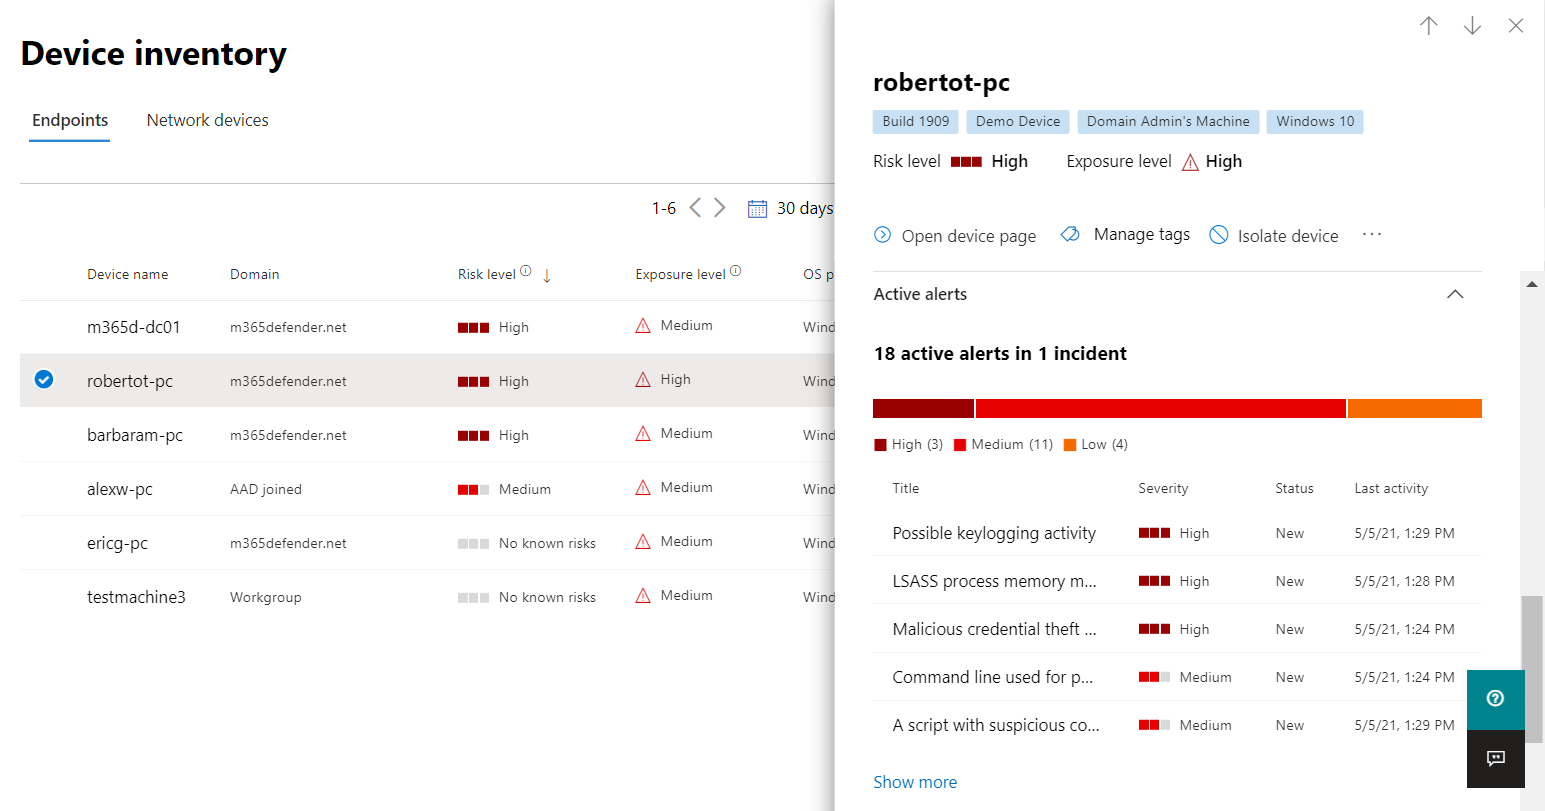 Device inventory
Endpoints Network devices
1-6 30 days
Device name Domain Risk level Exposure level OS p
m365d-dc01 m365defender.net High Medium Wind
robertot-pc m365defender.net High High Wind
barbaram-pc m365defender.net High Medium Wind
alexw-pc AAD joined Medium Medium Wind
ericg-pc m365defender.net No known risks Medium Wind
testmachine3 Workgroup No known risks Medium Wind
robertot-pc
Build 1909 Demo Device Domain Admin's Machine Windows 10
Risk level High Exposure level High
Open device page Manage tags Isolate device ...
Active alerts
18 active alerts in 1 incident
High (3) Medium (11) Low (4)
Title Severity Status Last activity
Possible keylogging activity High New 5/5/21, 1:29 PM
LSASS process memory m... High New 5/5/21, 1:28 PM
Malicious credential theft ... High New 5/5/21, 1:24 PM
Command line used for p... Medium New 5/5/21, 1:24 PM
A script with suspicious co... Medium New 5/5/21, 1:29 PM
Show more